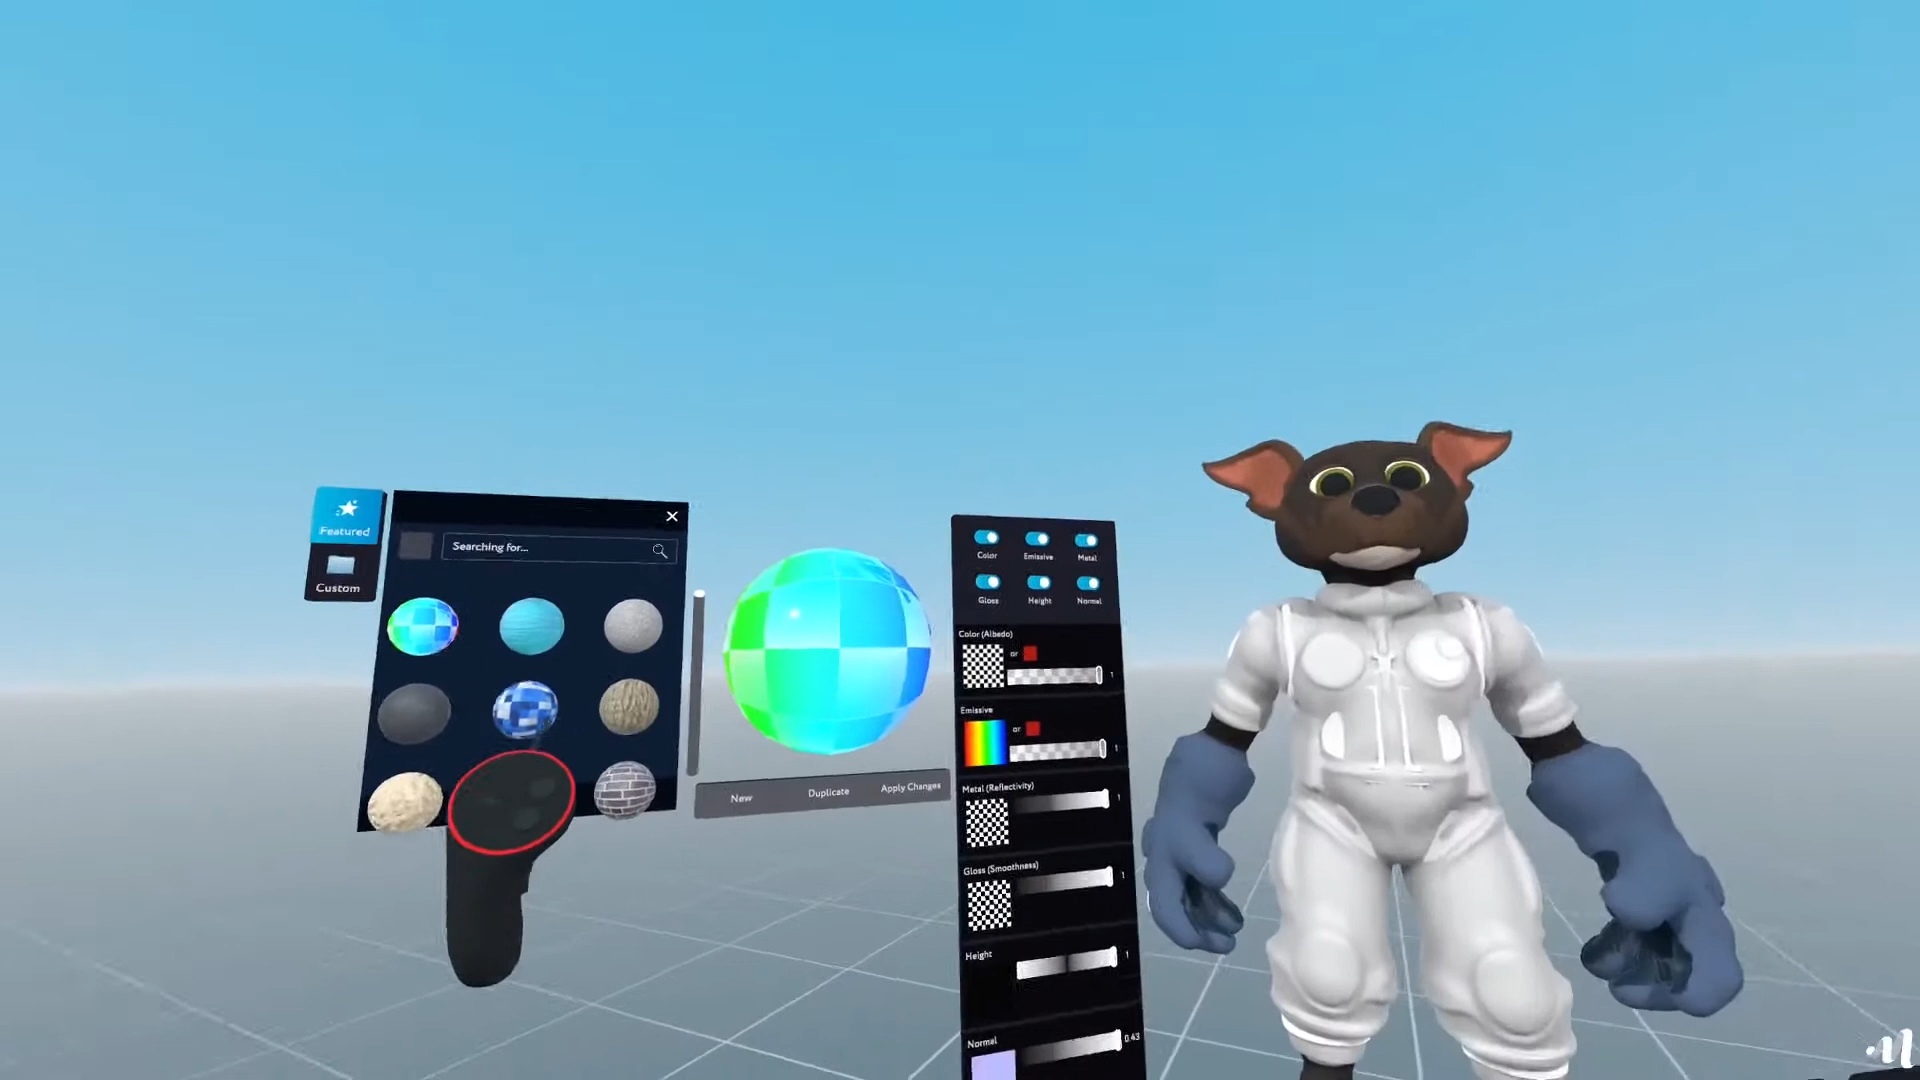 Featured
Custom
Searching for...
New
Duplicate
Apply Changes
Color
Emissive
Metal
Gloss
Height
Normal
Color (Albedo)
or
1
Emissive
or
1
Metal (Reflectivity)
1
Gloss (Smoothness)
1
Height
1
Normal
0.43